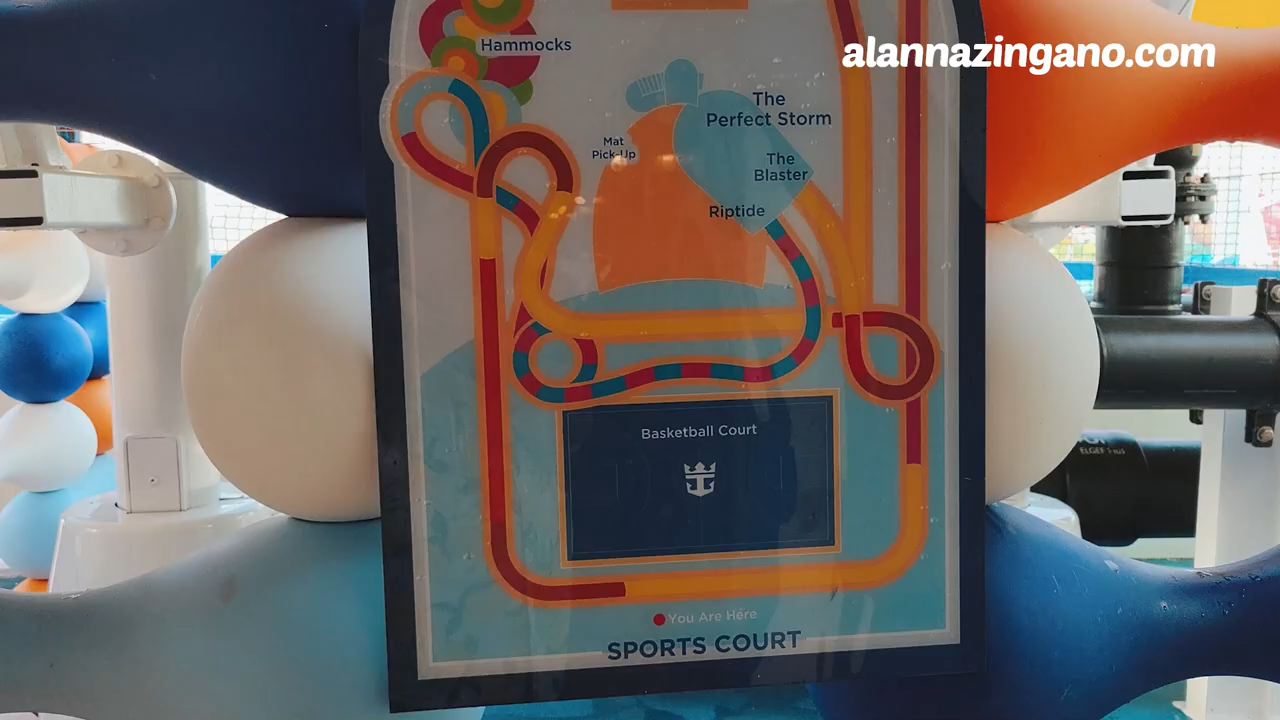 alannazingano.com
Hammocks
The
Perfect Storm
Mat
Pick-Up
The
Blaster
Riptide
Basketball Court
You Are Here
SPORTS COURT